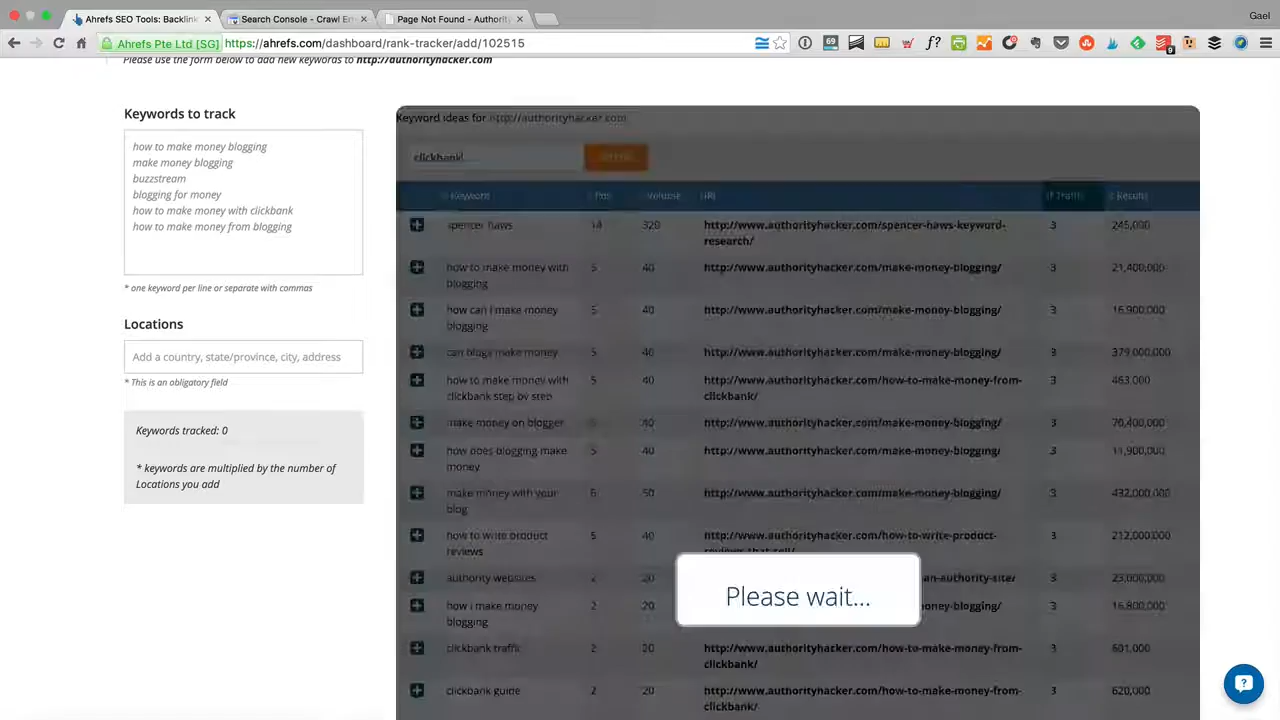 Ahrefs SEO Tools: Backlink
Search Console - Crawl Er
Page Not Found - Authority
Gael
Ahrefs Pte Ltd [SG]
https://ahrefs.com/dashboard/rank-tracker/add/102515
69
f?
9
Please use the form below to add new keywords to http://authorityhacker.com
Keywords to track
how to make money blogging
make money blogging
buzzstream
blogging for money
how to make money with clickbank
how to make money from blogging
* one keyword per line or separate with commas
Locations
Add a country, state/province, city, address
* This is an obligatory field
Keywords tracked: 0
* keywords are multiplied by the number of
Locations you add
Keyword ideas for http://authorityhacker.com
clickbank
Keyword Pos Volume URL Traffic Results
spencer haws 14 320 http://www.authorityhacker.com/spencer-haws-keyword-
research/ 3 245,000
how to make money with
blogging 5 40 http://www.authorityhacker.com/make-money-blogging/ 3 21,400,000
how can i make money
blogging 5 40 http://www.authorityhacker.com/make-money-blogging/ 3 16,900,000
can blogs make money 5 40 http://www.authorityhacker.com/make-money-blogging/ 3 379,000,000
how to make money with
clickbank step by step 5 40 http://www.authorityhacker.com/how-to-make-money-from-
clickbank/ 3 463,000
make money on blogger 40 http://www.authorityhacker.com/make-money-blogging/ 3 70,400,000
how does blogging make
money 5 40 http://www.authorityhacker.com/make-money-blogging/ 3 11,900,000
make money with your
blog 6 50 http://www.authorityhacker.com/make-money-blogging/ 3 432,000,000
how to write product
reviews 5 40 http://www.authorityhacker.com/how-to-write-product-
reviews-that-sell/ 3 212,000,000
authority websites 2 20 an-authority-site/ 3 23,000,000
how i make money
blogging 2 20 money-blogging/ 3 16,800,000
clickbank traffic 2 20 http://www.authorityhacker.com/how-to-make-money-from-
clickbank/ 3 601,000
clickbank guide 2 20 http://www.authorityhacker.com/how-to-make-money-from-
clickbank/ 3 620,000
Please wait...